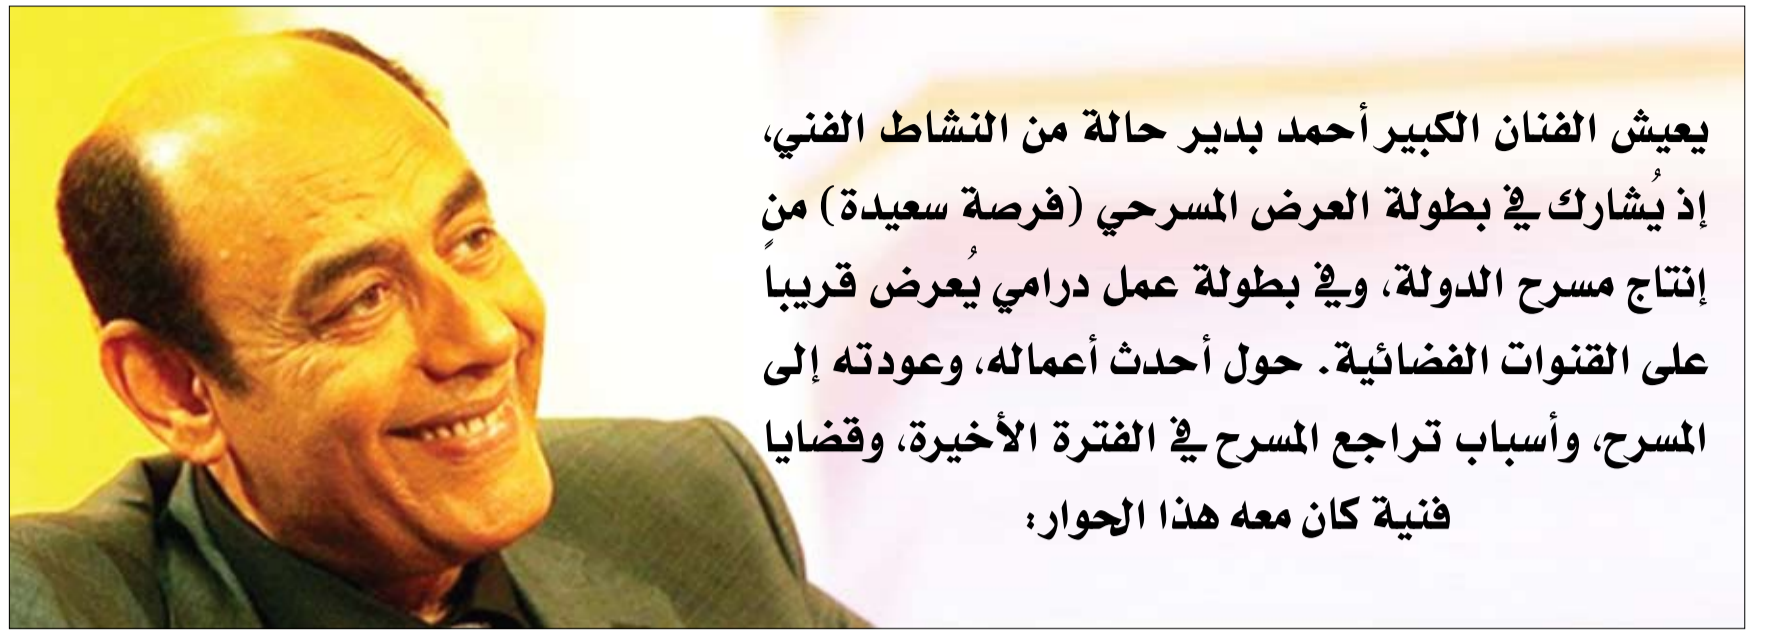 يعيش الفنان الكبير أحمد بدير حالة من النشاط الفني،
إذ يُشارك في بطولة العرض المسرحي (فرصة سعيدة) من
إنتاج مسرح الدولة، وفي بطولة عمل درامي يُعرض قريباً
على القنوات الفضائية. حول أحدث أعماله، وعودته إلى
المسرح، وأسباب تراجع المسرح في الفترة الأخيرة، وقضايا
فنية كان معه هذا الحوار: